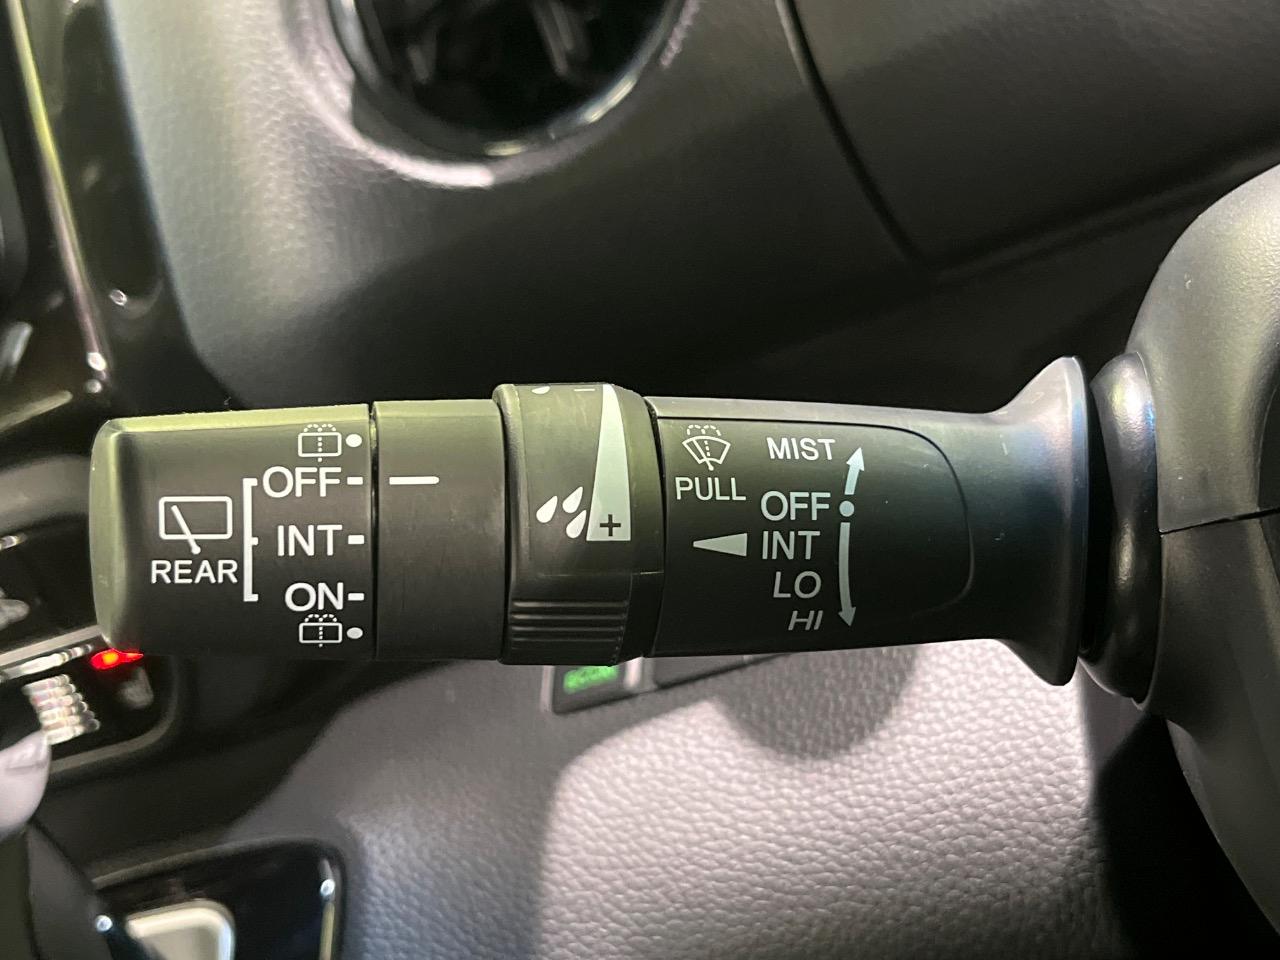 OFF
INT
REAR
ON
−
+
PULL
MIST
OFF
INT
LO
HI